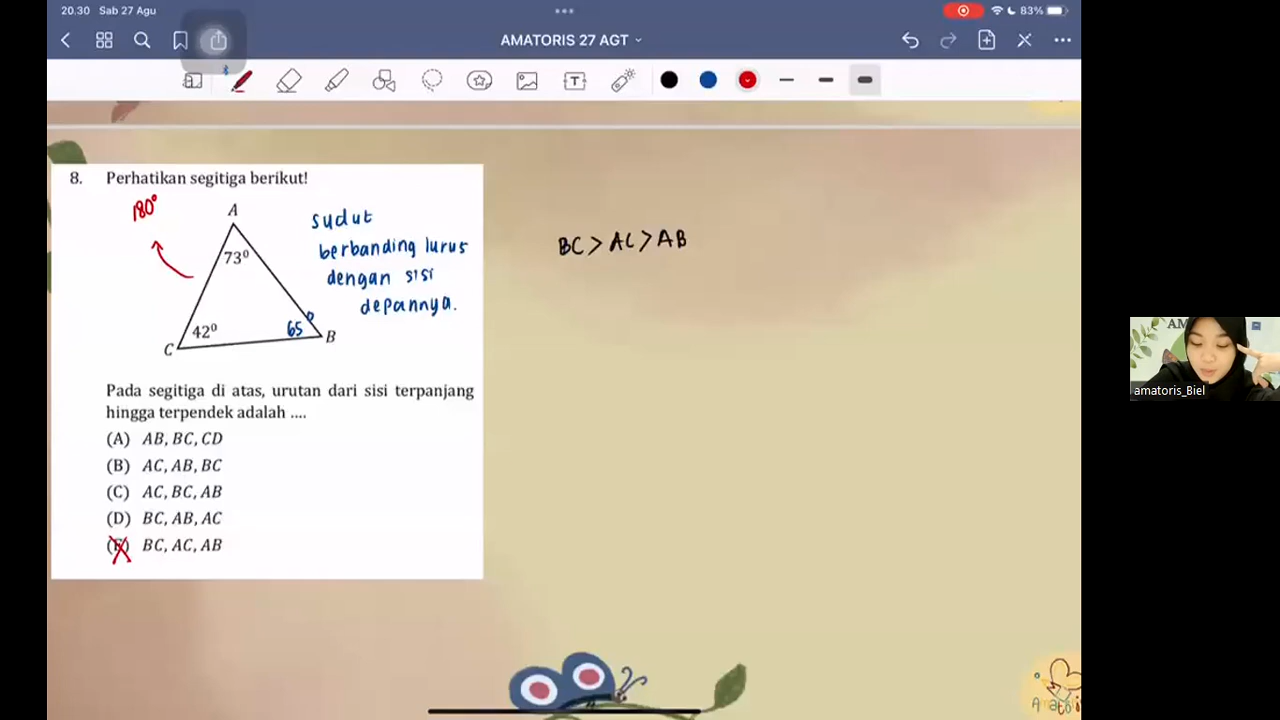 20.30 Sab 27 Agu
83%
AMATORIS 27 AGT
8. Perhatikan segitiga berikut!
180°
A
73⁰
42⁰
65°
C
B
sudut
berbanding lurus
dengan sisi
depannya.
BC > AC > AB
Pada segitiga di atas, urutan dari sisi terpanjang
hingga terpendek adalah ....
(A) AB, BC, CD
(B) AC, AB, BC
(C) AC, BC, AB
(D) BC, AB, AC
(E) BC, AC, AB
amatoris_Biel